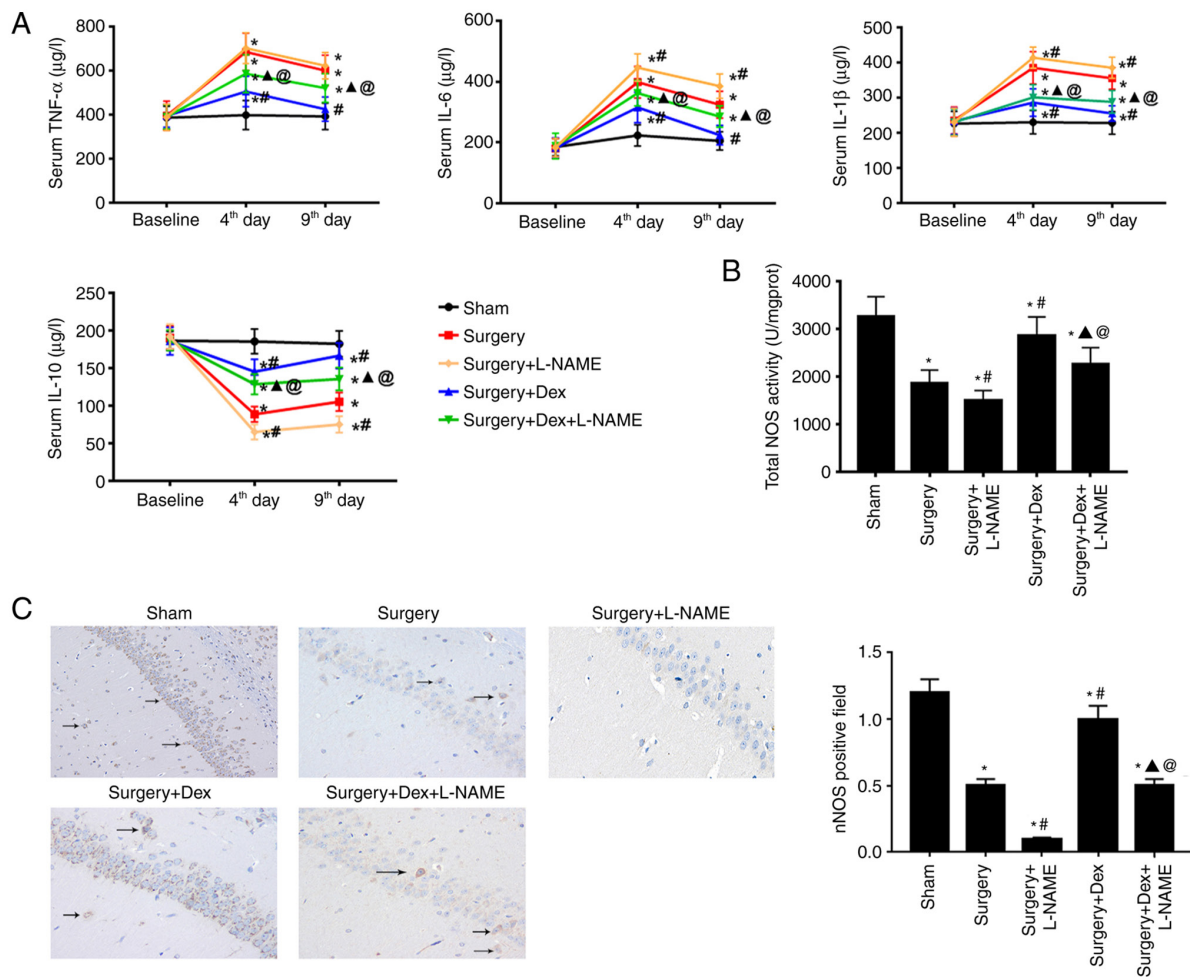 A
Serum TNF-α (µg/l)
800
600
400
200
0
*
*
* ▲ @
*
*#
*
*
*
* ▲ @
#
Baseline
4th day
9th day
Serum IL-6 (µg/l)
600
400
200
0
*#
*
* ▲ @
*#
*#
*
* ▲ @
#
Baseline
4th day
9th day
Serum IL-1β (µg/l)
500
400
300
200
100
0
*#
*
* ▲ @
*#
*#
*
* ▲ @
*#
Baseline
4th day
9th day
Serum IL-10 (µg/l)
250
200
150
100
50
0
*#
* ▲ @
*
*#
*#
* ▲ @
*
*#
Baseline
4th day
9th day
Sham
Surgery
Surgery+L-NAME
Surgery+Dex
Surgery+Dex+L-NAME
B
Total NOS activity (U/mgprot)
4000
3000
2000
1000
0
*
* #
* #
* ▲ @
Sham
Surgery
Surgery+
L-NAME
Surgery+Dex
Surgery+Dex+
L-NAME
C
Sham
Surgery
Surgery+L-NAME
Surgery+Dex
Surgery+Dex+L-NAME
nNOS positive field
1.5
1.0
0.5
0.0
*
* #
* #
* ▲ @
Sham
Surgery
Surgery+
L-NAME
Surgery+Dex
Surgery+Dex+
L-NAME